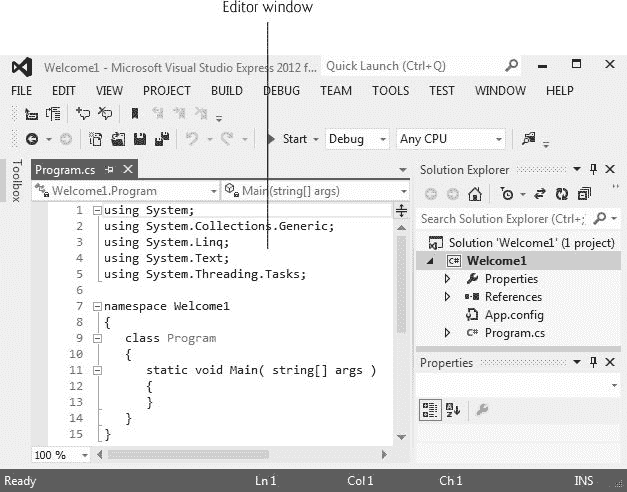 Editor window
Welcome1 - Microsoft Visual Studio Express 2012 f...
Quick Launch (Ctrl+Q)
FILE EDIT VIEW PROJECT BUILD DEBUG TEAM TOOLS TEST WINDOW HELP
Start Debug Any CPU
Toolbox
Program.cs
Welcome1.Program Main(string[] args)
1 using System;
2 using System.Collections.Generic;
3 using System.Linq;
4 using System.Text;
5 using System.Threading.Tasks;
6
7 namespace Welcome1
8 {
9 class Program
10 {
11 static void Main( string[] args )
12 {
13 }
14 }
15 }
100 %
Solution Explorer
Search Solution Explorer (Ctrl+;
Solution 'Welcome1' (1 project)
C# Welcome1
Properties
References
App.config
C# Program.cs
Properties
Ready Ln 1 Col 1 Ch 1 INS